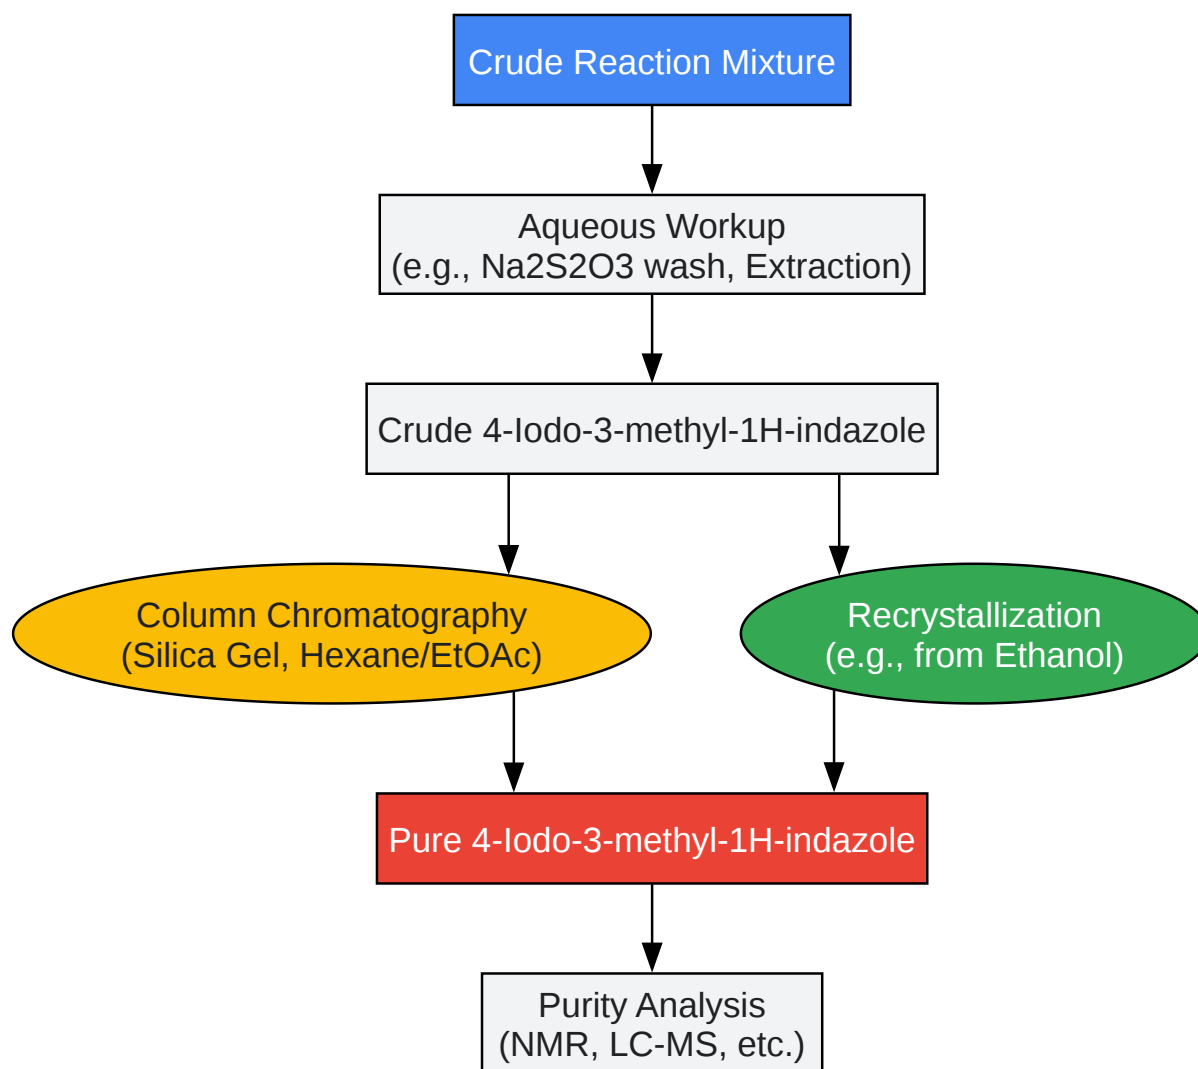 Crude Reaction Mixture
Aqueous Workup
(e.g., Na2S2O3 wash, Extraction)
Crude 4-Iodo-3-methyl-1H-indazole
Column Chromatography
(Silica Gel, Hexane/EtOAc)
Recrystallization
(e.g., from Ethanol)
Pure 4-Iodo-3-methyl-1H-indazole
Purity Analysis
(NMR, LC-MS, etc.)